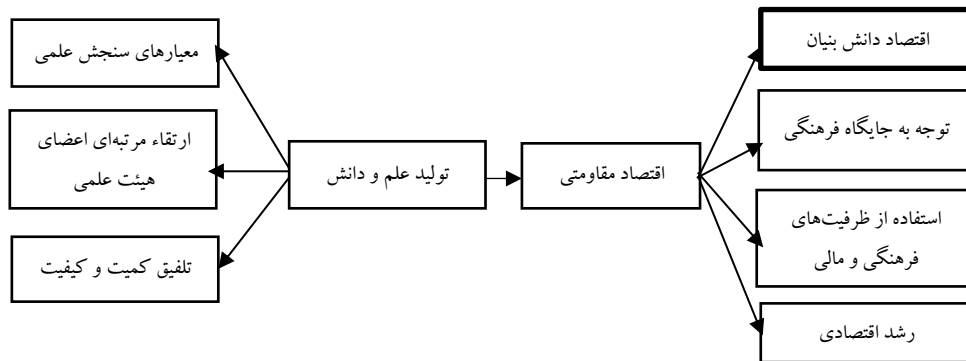 اقتصاد دانش بنیان
توجه به جایگاه فرهنگی
استفاده از ظرفیت‌های
فرهنگی و مالی
رشد اقتصادی
اقتصاد مقاومتی
تولید علم و دانش
معیارهای سنجش علمی
ارتقاء مرتبه‌ای اعضای
هیئت علمی
تلفیق کمیت و کیفیت